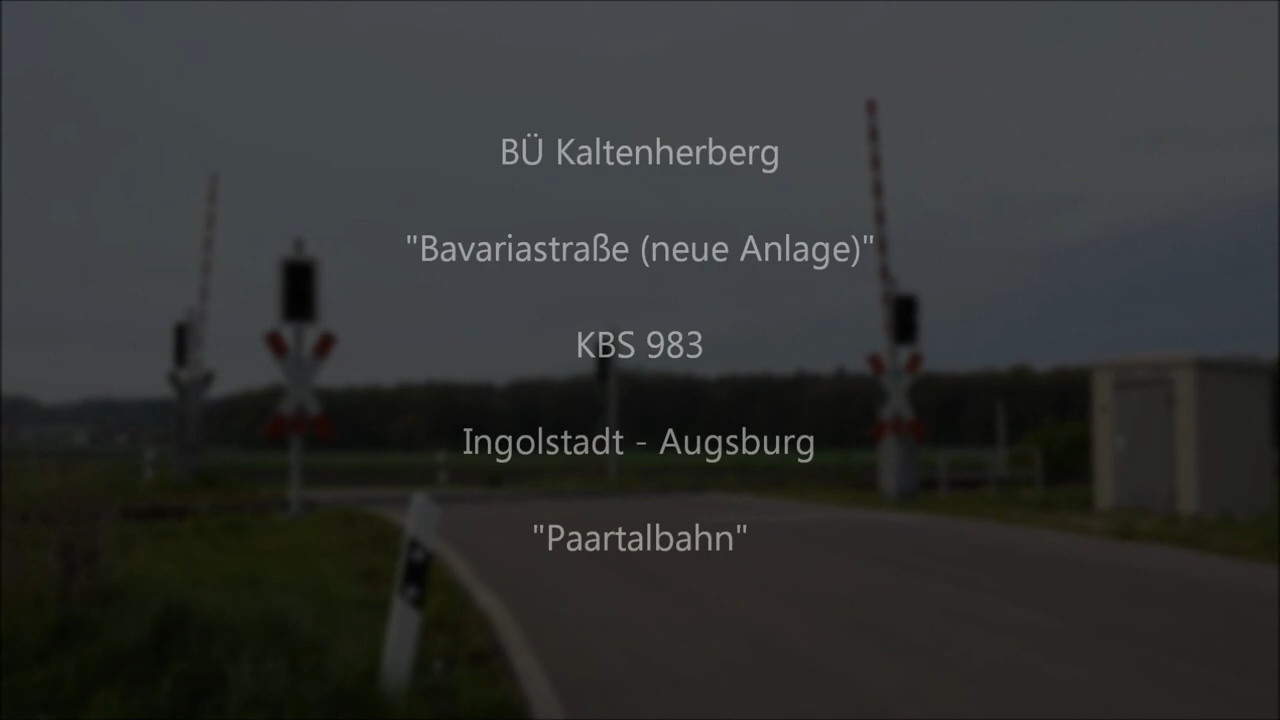 BÜ Kaltenherberg
"Bavariastraße (neue Anlage)"
KBS 983
Ingolstadt - Augsburg
"Paartalbahn"